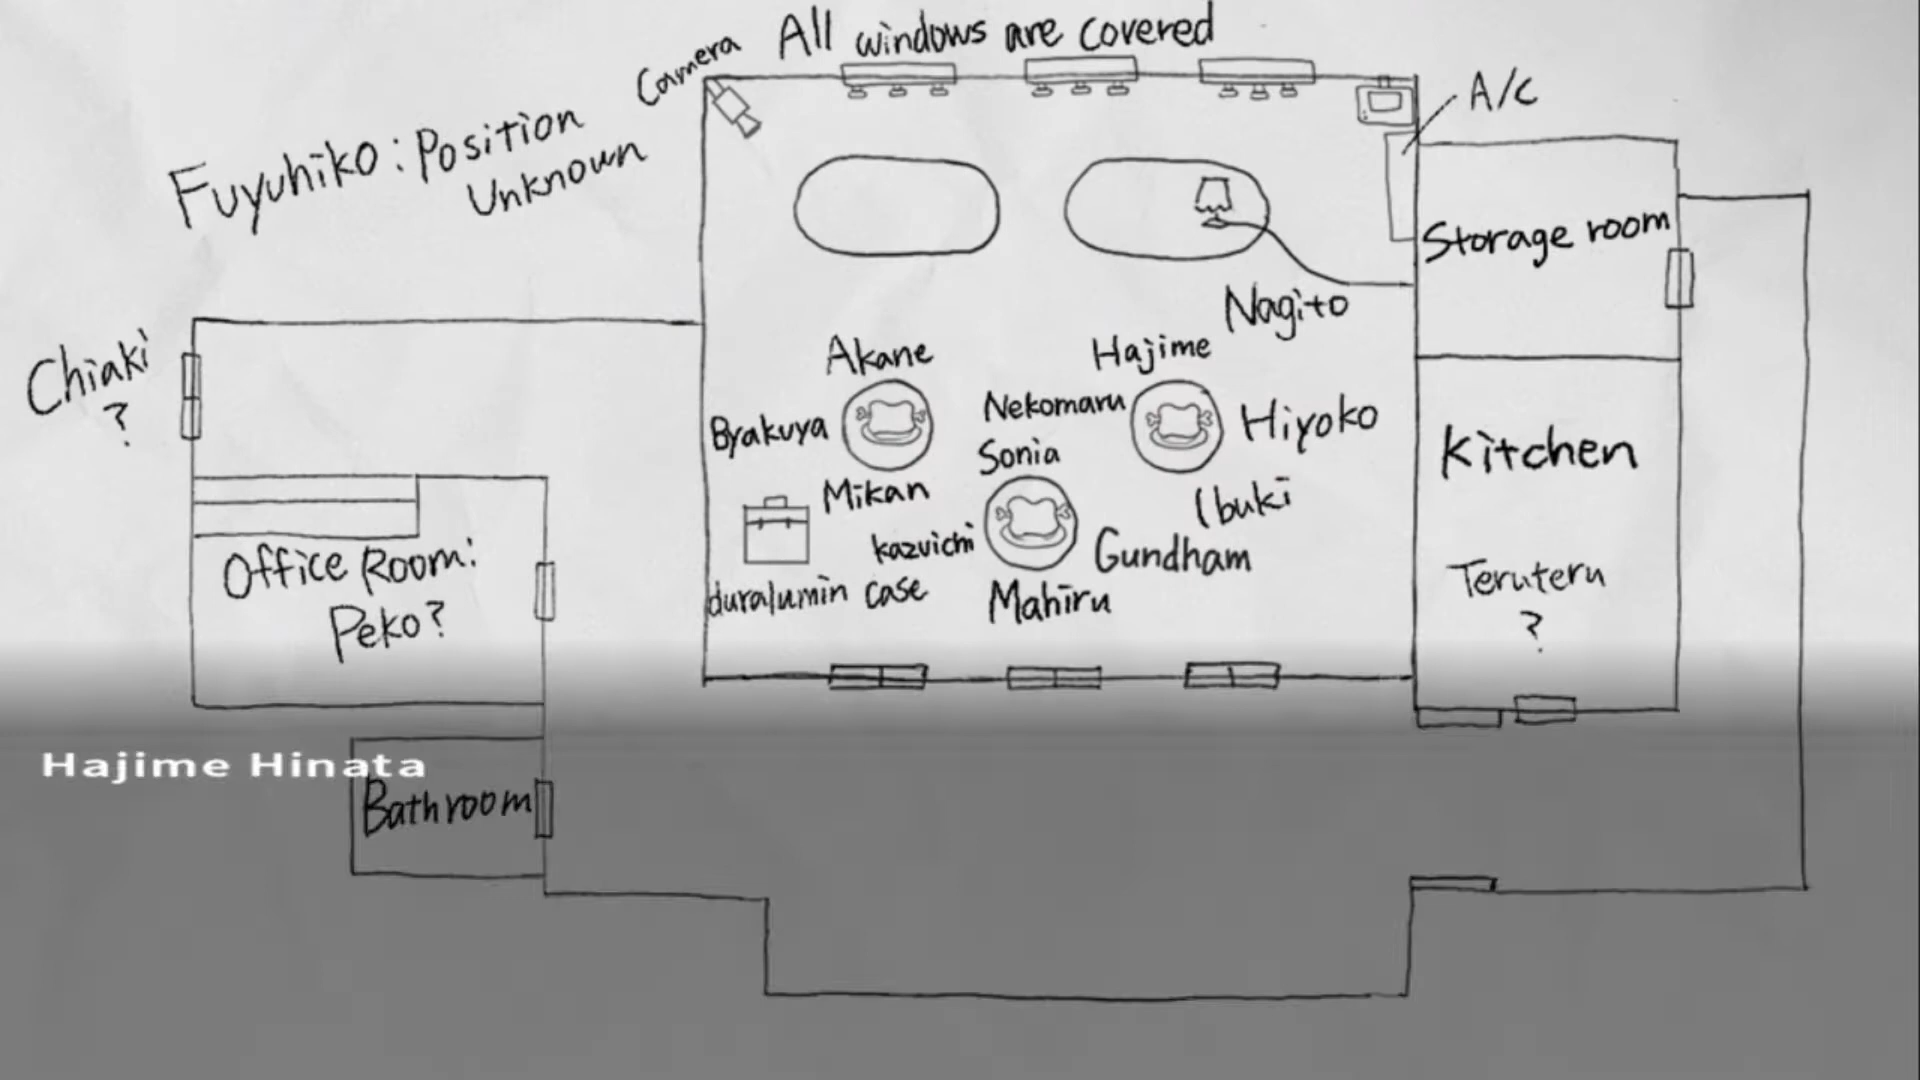 All windows are covered
Camera
A/C
Fuyuhiko: Position
Unknown
Storage room
Nagito
Chiaki
?
Akane
Hajime
Byakuya
Nekomaru
Hiyoko
Sonia
Kitchen
Mikan
Ibuki
kazuichi
Gundham
Office Room:
Peko?
duralumin case
Mahiru
Teruteru
?
Hajime Hinata
Bathroom